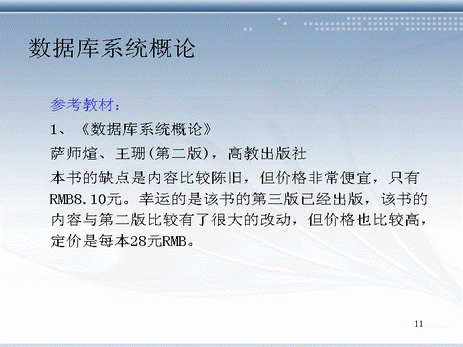 数据库系统概论
参考教材：
1、《数据库系统概论》
萨师煊、王珊(第二版)，高教出版社
本书的缺点是内容比较陈旧，但价格非常便宜，只有
RMB8.10元。幸运的是该书的第三版已经出版，该书的
内容与第二版比较有了很大的改动，但价格也比较高，
定价是每本28元RMB。
11